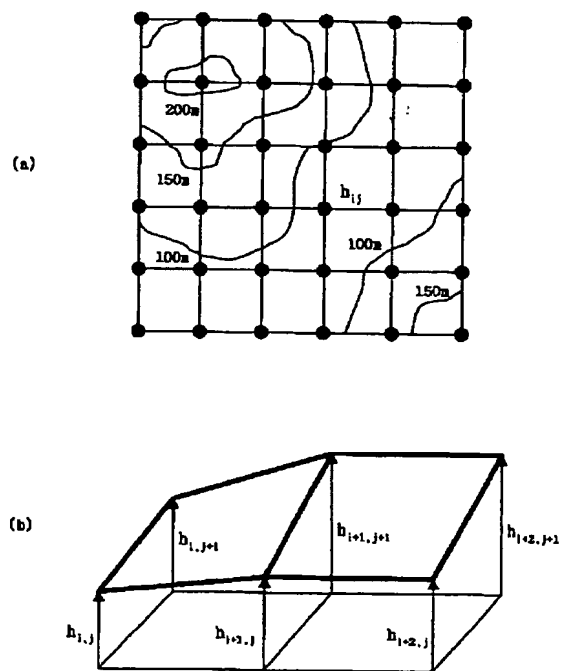 (a)
200m
150m
h_ij
100m
100m
150m
(b)
h_i,j+1
h_i+1,j+1
h_i+2,j+1
h_i,j
h_i+1,j
h_i+2,j